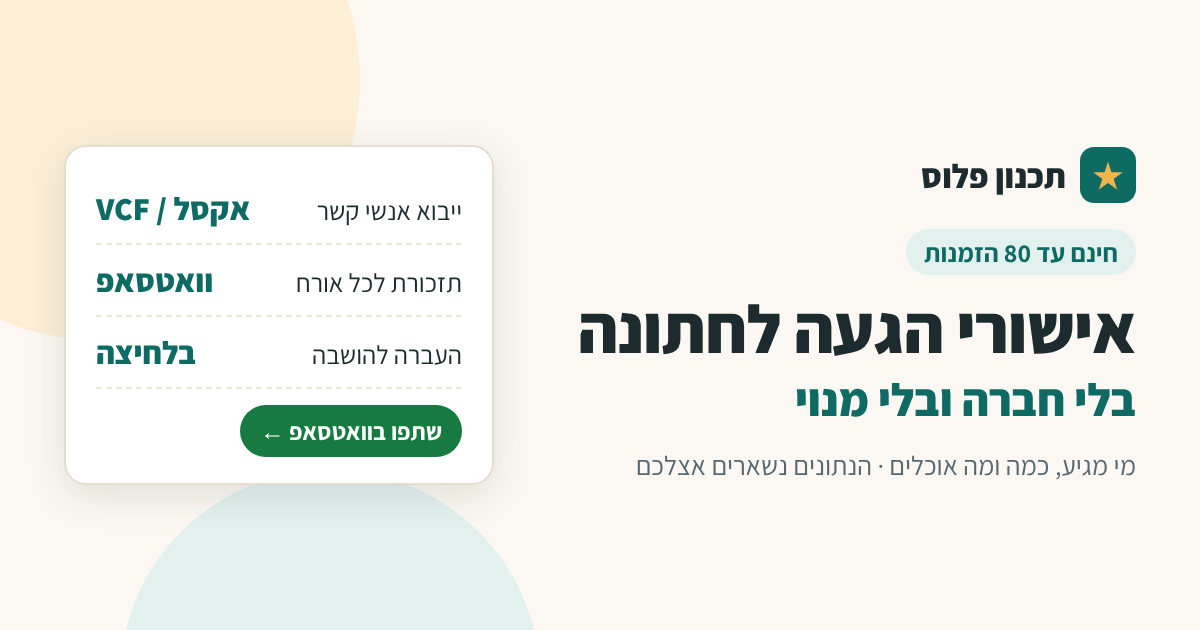 תכנון פלוס
חינם עד 80 הזמנות
אישורי הגעה לחתונה
בלי חברה ובלי מנוי
מי מגיע, כמה ומה אוכלים · הנתונים נשארים אצלכם
ייבוא אנשי קשר אקסל / VCF
תזכורת לכל אורח וואטסאפ
העברה להושבה בלחיצה
שתפו בוואטסאפ ←